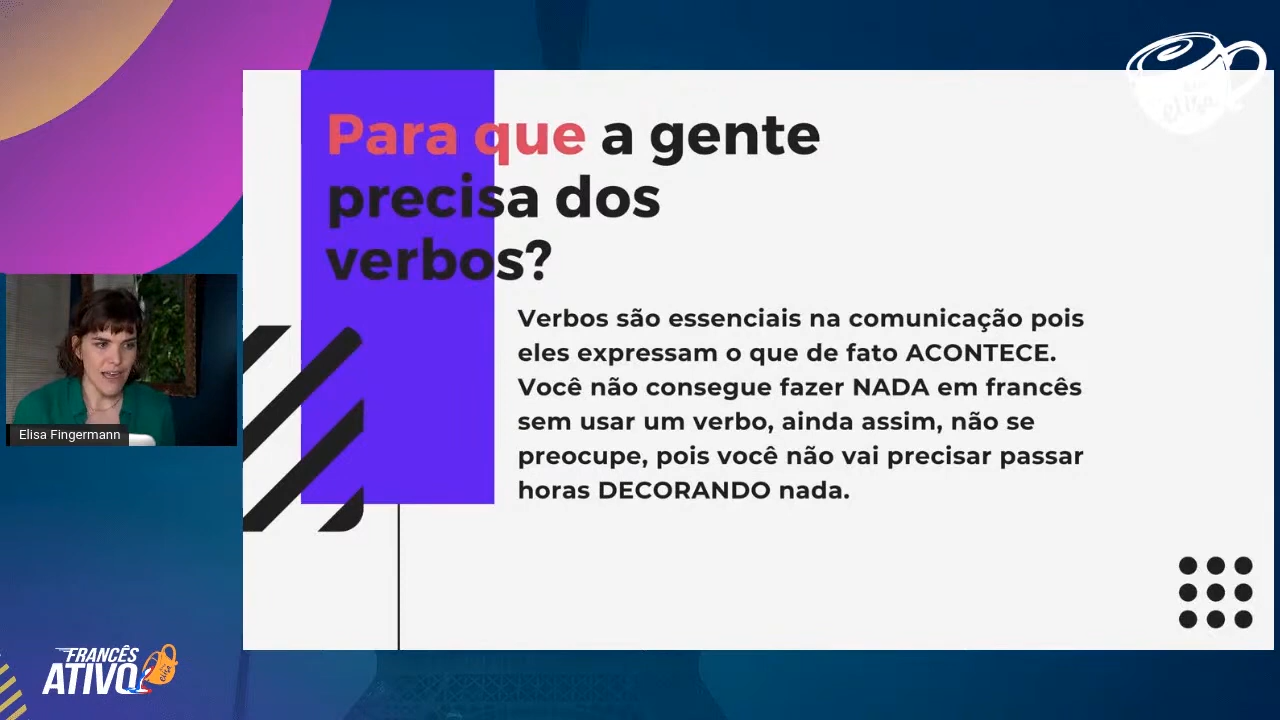 elisa
Para que a gente
precisa dos
verbos?
Verbos são essenciais na comunicação pois
eles expressam o que de fato ACONTECE.
Você não consegue fazer NADA em francês
sem usar um verbo, ainda assim, não se
preocupe, pois você não vai precisar passar
horas DECORANDO nada.
Elisa Fingermann
FRANCÊS
ATIVO
elisa